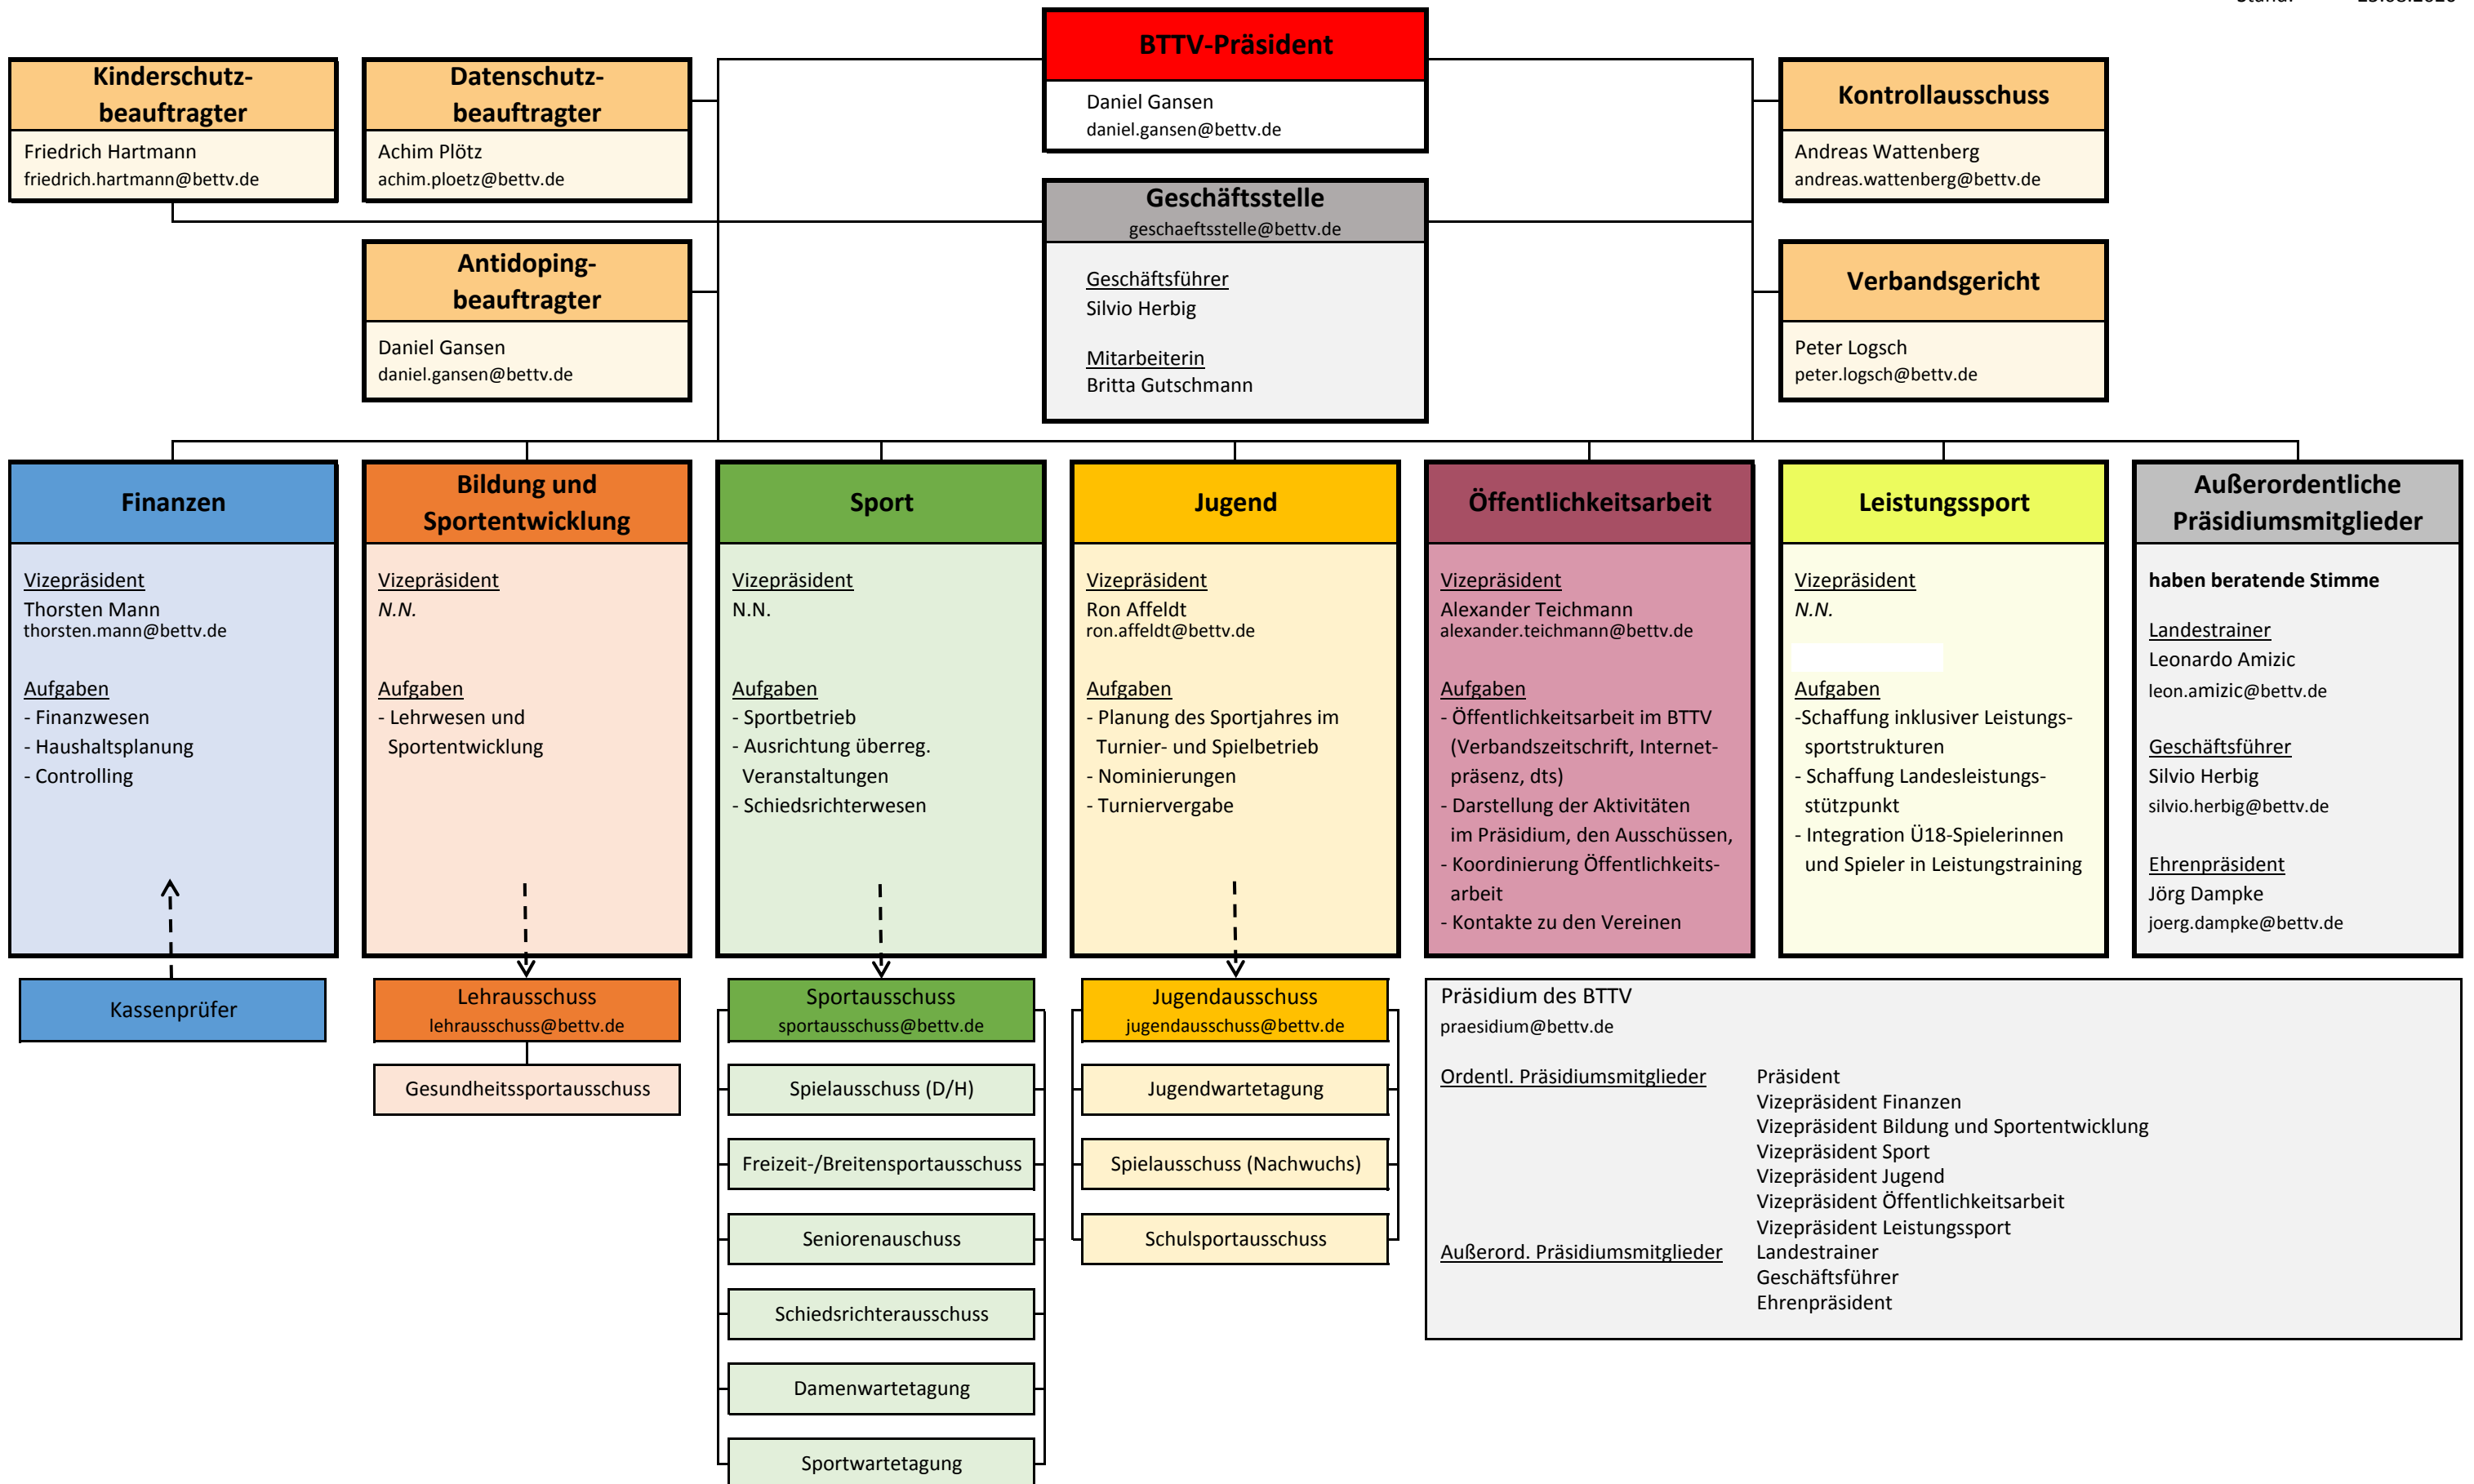 BTTV-Präsident
Daniel Gansen
daniel.gansen@bettv.de
Kinderschutz-
beauftragter
Friedrich Hartmann
friedrich.hartmann@bettv.de
Datenschutz-
beauftragter
Achim Plötz
achim.ploetz@bettv.de
Kontrollausschuss
Andreas Wattenberg
andreas.wattenberg@bettv.de
Geschäftsstelle
geschaeftsstelle@bettv.de
Geschäftsführer
Silvio Herbig
Mitarbeiterin
Britta Gutschmann
Antidoping-
beauftragter
Daniel Gansen
daniel.gansen@bettv.de
Verbandsgericht
Peter Logsch
peter.logsch@bettv.de
Finanzen
Vizepräsident
Thorsten Mann
thorsten.mann@bettv.de
Aufgaben
- Finanzwesen
- Haushaltsplanung
- Controlling
Kassenprüfer
Bildung und
Sportentwicklung
Vizepräsident
N.N.
Aufgaben
- Lehrwesen und
Sportentwicklung
Lehrausschuss
lehrausschuss@bettv.de
Gesundheitssportausschuss
Sport
Vizepräsident
N.N.
Aufgaben
- Sportbetrieb
- Ausrichtung überreg.
Veranstaltungen
- Schiedsrichterwesen
Sportausschuss
sportausschuss@bettv.de
Spielausschuss (D/H)
Freizeit-/Breitensportausschuss
Seniorenauschuss
Schiedsrichterausschuss
Damenwartetagung
Sportwartetagung
Jugend
Vizepräsident
Ron Affeldt
ron.affeldt@bettv.de
Aufgaben
- Planung des Sportjahres im
Turnier- und Spielbetrieb
- Nominierungen
- Turniervergabe
Jugendausschuss
jugendausschuss@bettv.de
Jugendwartetagung
Spielausschuss (Nachwuchs)
Schulsportausschuss
Öffentlichkeitsarbeit
Vizepräsident
Alexander Teichmann
alexander.teichmann@bettv.de
Aufgaben
- Öffentlichkeitsarbeit im BTTV
(Verbandszeitschrift, Internet-
präsenz, dts)
- Darstellung der Aktivitäten
im Präsidium, den Ausschüssen,
- Koordinierung Öffentlichkeits-
arbeit
- Kontakte zu den Vereinen
Leistungssport
Vizepräsident
N.N.
Aufgaben
-Schaffung inklusiver Leistungs-
sportstrukturen
- Schaffung Landesleistungs-
stützpunkt
- Integration Ü18-Spielerinnen
und Spieler in Leistungstraining
Außerordentliche
Präsidiumsmitglieder
haben beratende Stimme
Landestrainer
Leonardo Amizic
leon.amizic@bettv.de
Geschäftsführer
Silvio Herbig
silvio.herbig@bettv.de
Ehrenpräsident
Jörg Dampke
joerg.dampke@bettv.de
Präsidium des BTTV
praesidium@bettv.de
Ordentl. Präsidiumsmitglieder Präsident
Vizepräsident Finanzen
Vizepräsident Bildung und Sportentwicklung
Vizepräsident Sport
Vizepräsident Jugend
Vizepräsident Öffentlichkeitsarbeit
Vizepräsident Leistungssport
Außerord. Präsidiumsmitglieder Landestrainer
Geschäftsführer
Ehrenpräsident